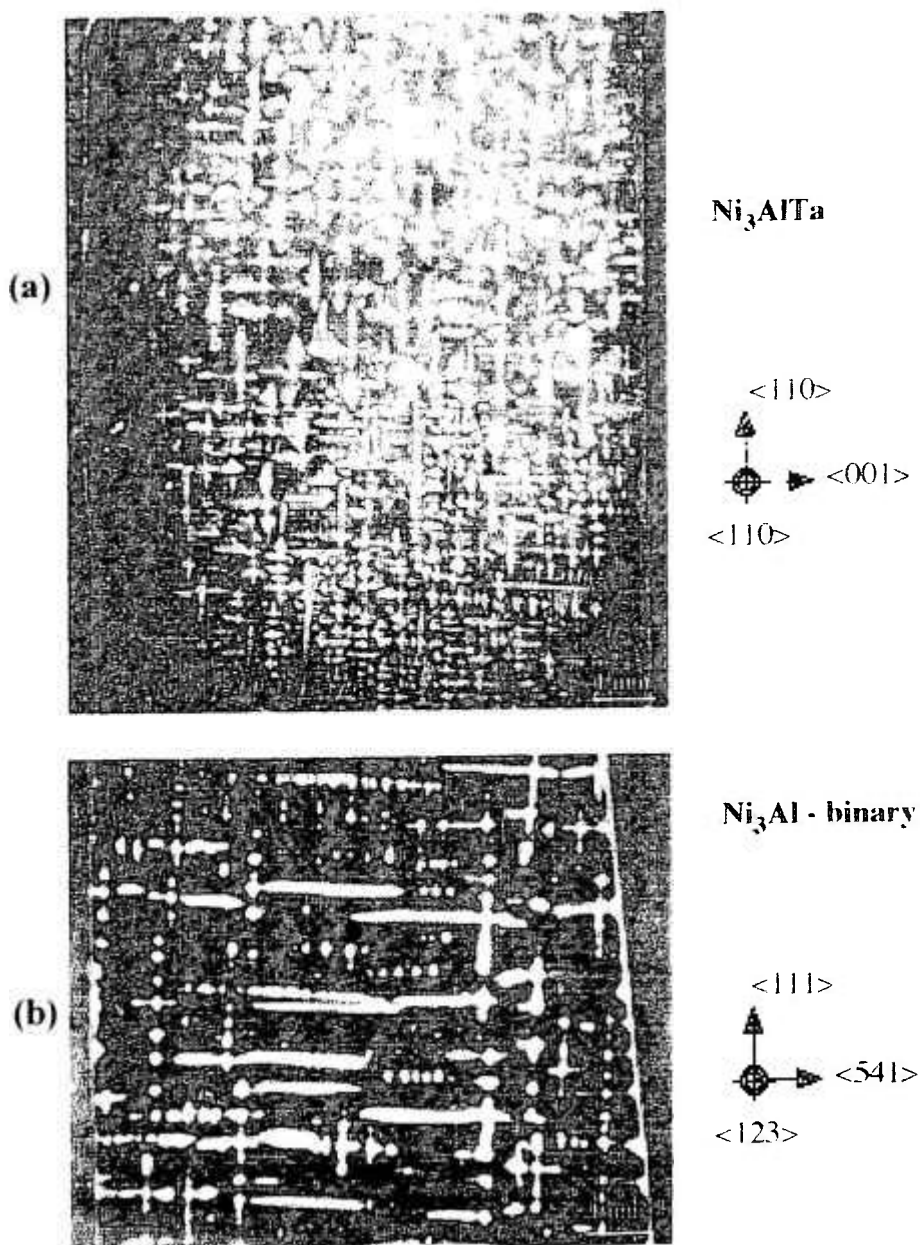 (a)
Ni₃AlTa
<110>
<001>
<110>
(b)
Ni₃Al - binary
<111>
<541>
<123>